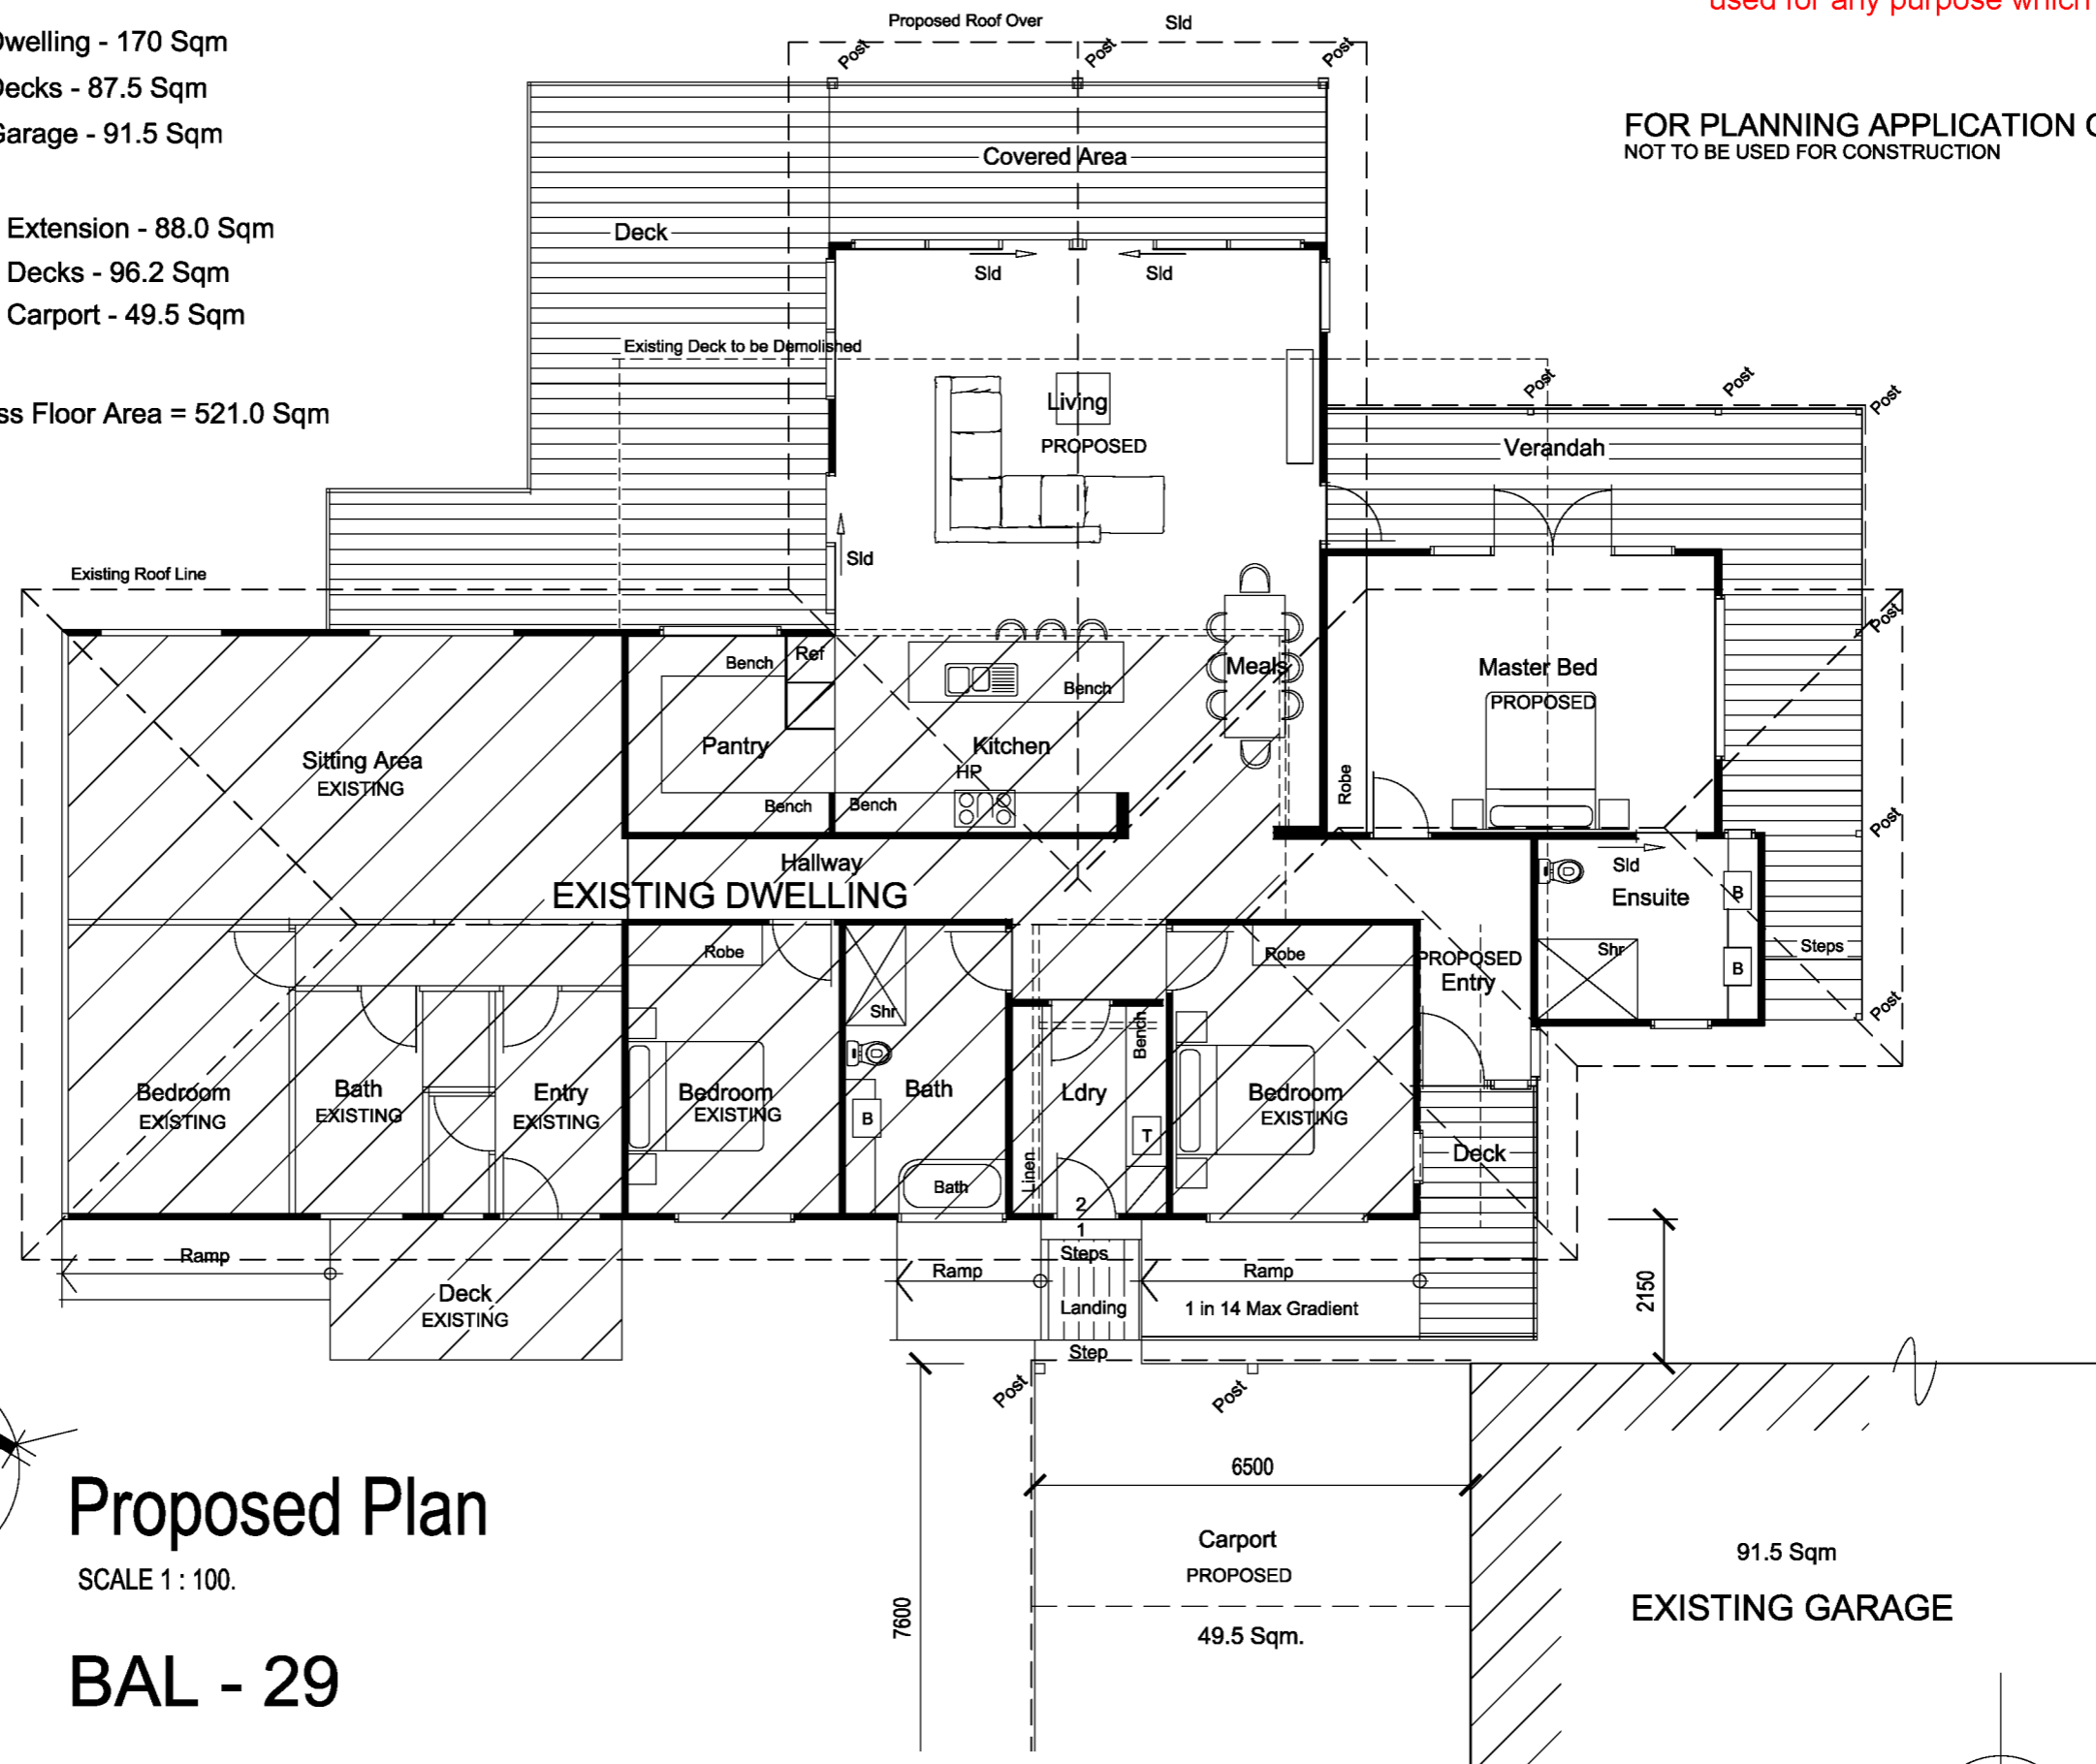 used for any purpose which
Dwelling - 170 Sqm
Decks - 87.5 Sqm
Garage - 91.5 Sqm
Extension - 88.0 Sqm
Decks - 96.2 Sqm
Carport - 49.5 Sqm
ss Floor Area = 521.0 Sqm
FOR PLANNING APPLICATION
NOT TO BE USED FOR CONSTRUCTION
Proposed Roof Over
Sld
Post
Post
Post
Covered Area
Deck
Sld
Sld
Existing Deck to be Demolished
Living
PROPOSED
Post
Post
Post
Verandah
Sld
Existing Roof Line
Post
Bench
Ref
Bench
Meals
Master Bed
PROPOSED
Sitting Area
EXISTING
Pantry
Kitchen
HP
Robe
Bench
Bench
Post
Hallway
EXISTING DWELLING
Sld
Ensuite
B
Robe
Robe
PROPOSED
Entry
Shr
B
Steps
Shr
Bench
Post
Bedroom
EXISTING
Bath
EXISTING
Entry
EXISTING
Bedroom
EXISTING
Bath
B
Ldry
T
Bedroom
EXISTING
Deck
Linen
Bath
2
1
Ramp
Steps
Ramp
Ramp
Deck
EXISTING
Landing
1 in 14 Max Gradient
2150
Step
Post
Post
6500
Proposed Plan
SCALE 1 : 100.
BAL - 29
7600
Carport
PROPOSED
49.5 Sqm.
91.5 Sqm
EXISTING GARAGE